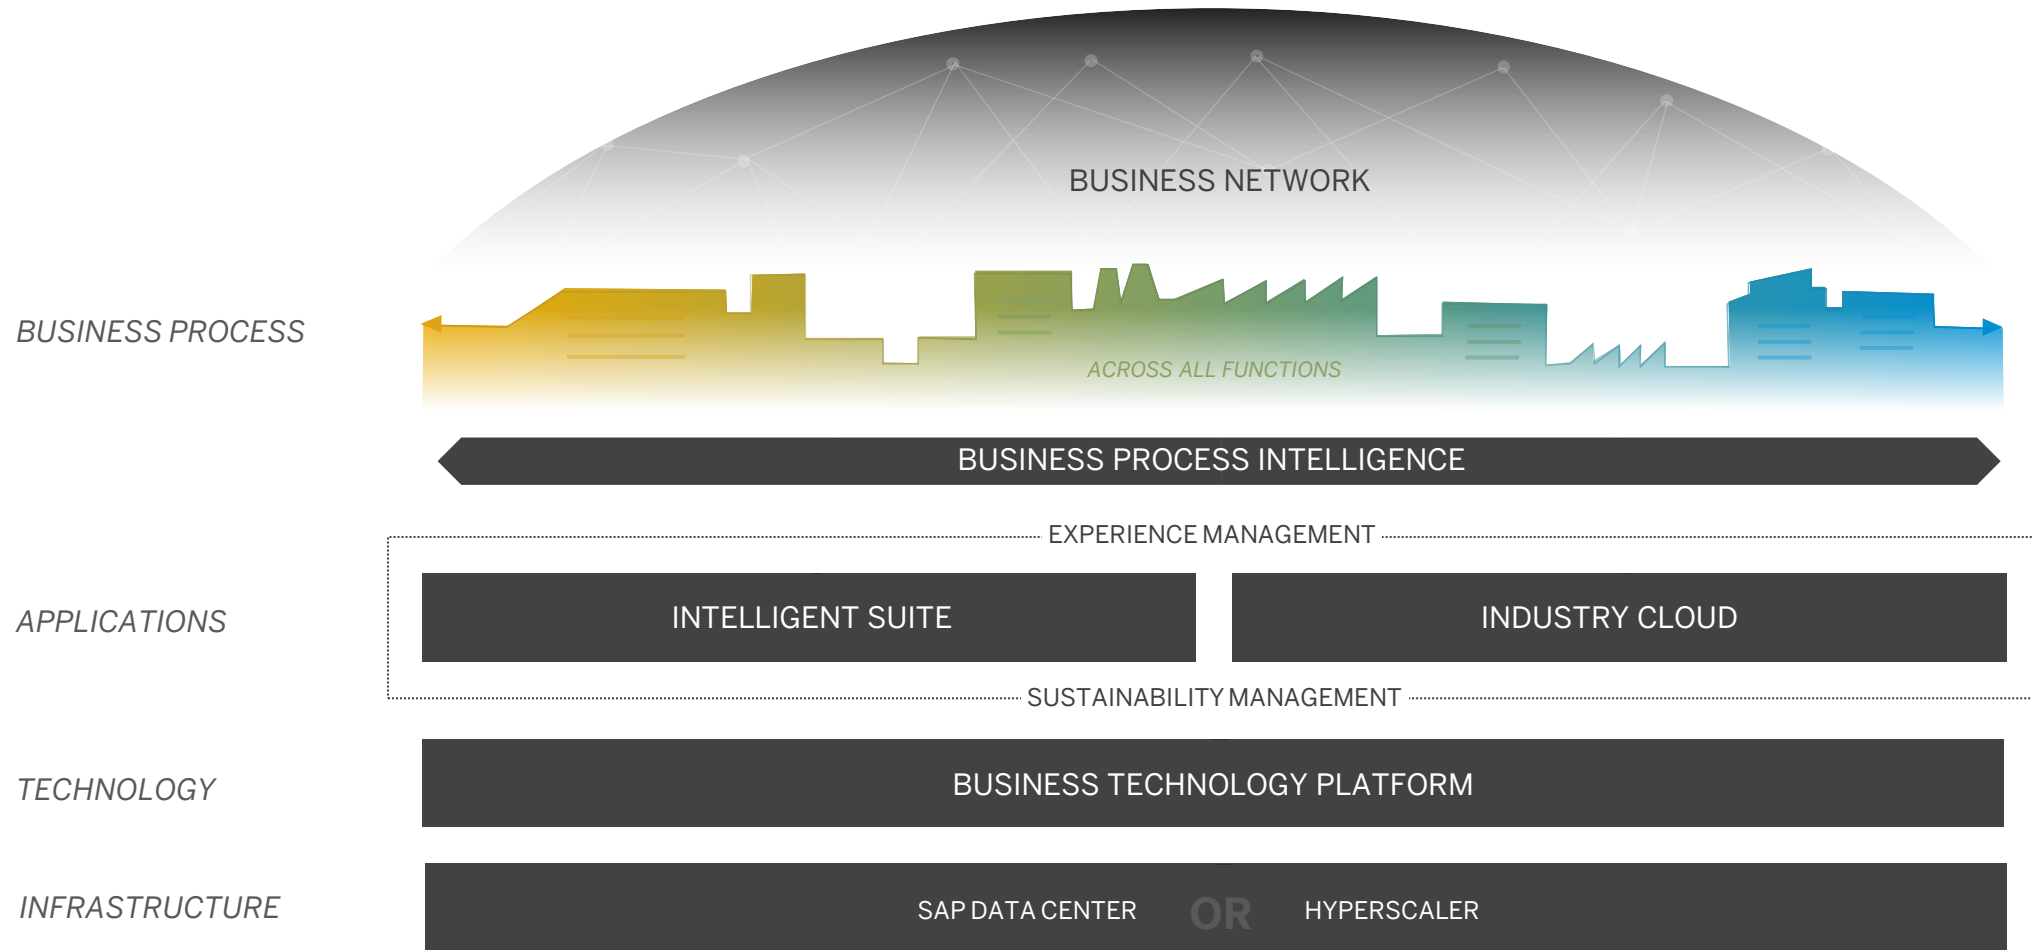 BUSINESS NETWORK
BUSINESS PROCESS
ACROSS ALL FUNCTIONS
BUSINESS PROCESS INTELLIGENCE
EXPERIENCE MANAGEMENT
APPLICATIONS
INTELLIGENT SUITE
INDUSTRY CLOUD
SUSTAINABILITY MANAGEMENT
TECHNOLOGY
BUSINESS TECHNOLOGY PLATFORM
INFRASTRUCTURE
SAP DATA CENTER OR HYPERSCALER